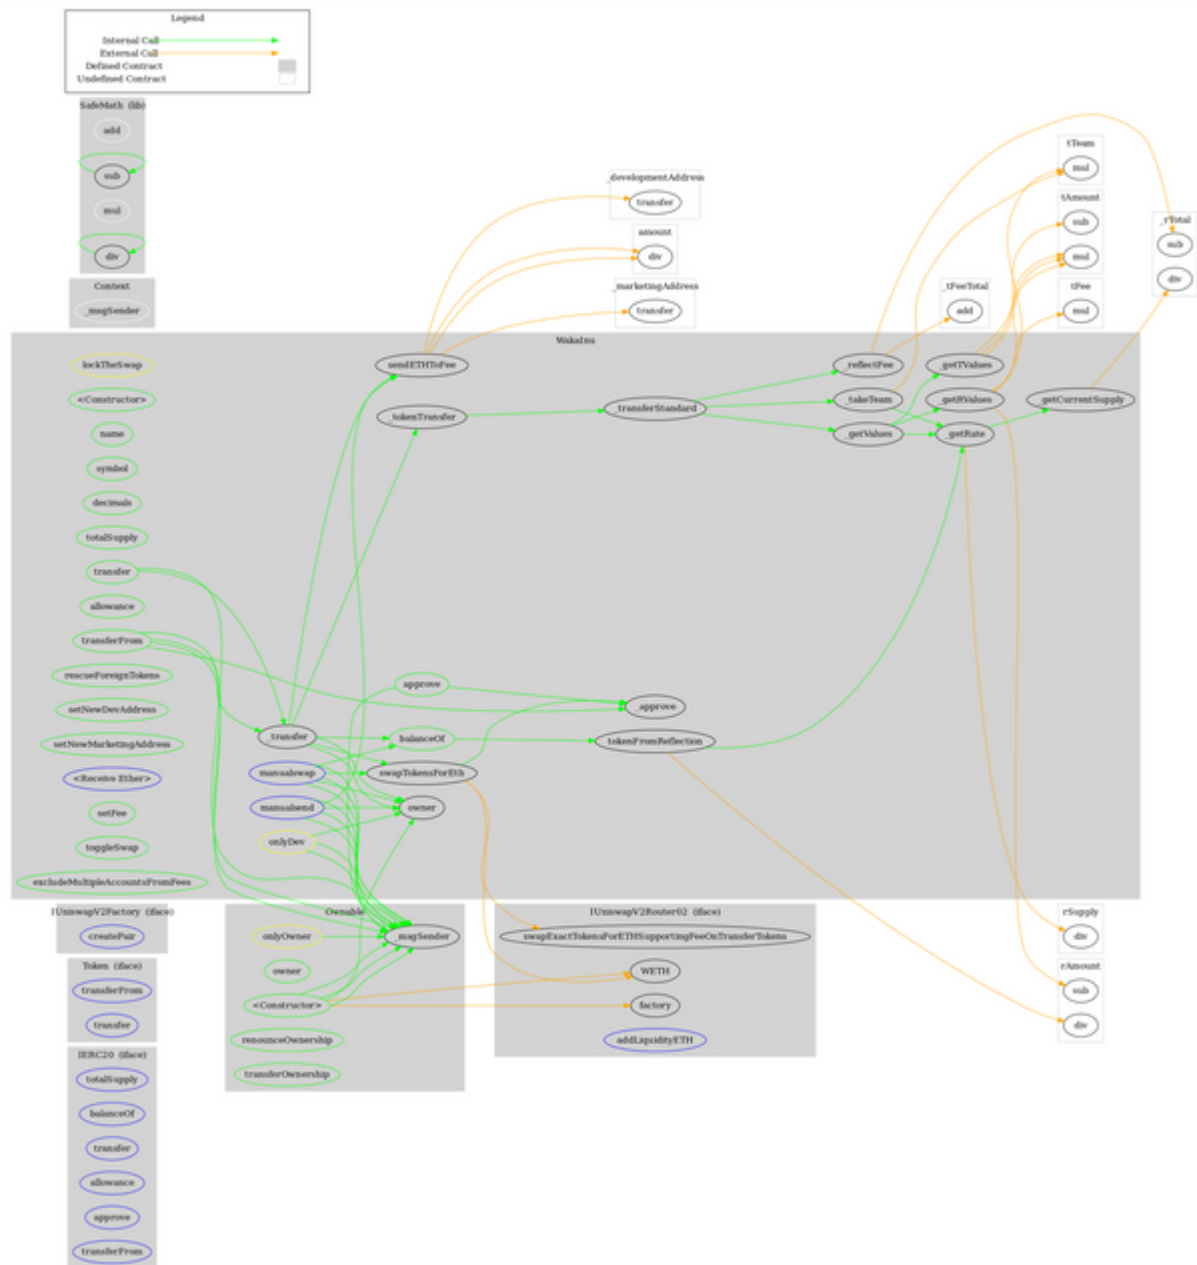 Legend
Internal Call
External Call
Defined Contract
Undefined Contract
SafeMath (lib)
add
sub
mul
div
Context
_msgSender
_developmentAddress
transfer
amount
div
_marketingAddress
transfer
_tFeeTotal
add
tTeam
mul
tAmount
sub
mul
tFee
mul
_rTotal
sub
div
WakaInu
lockTheSwap
<Constructor>
name
symbol
decimals
totalSupply
transfer
allowance
transferFrom
rescueForeignTokens
setNewDevAddress
setNewMarketingAddress
<Receive Ether>
setFee
toggleSwap
excludeMultipleAccountsFromFees
_transfer
manualswap
manualsend
onlyDev
sendETHToFee
_tokenTransfer
approve
balanceOf
swapTokensForEth
owner
_transferStandard
_approve
tokenFromReflection
_reflectFee
_takeTeam
_getValues
_getTValues
_getRValues
_getRate
_getCurrentSupply
IUniswapV2Factory (iface)
createPair
Token (iface)
transferFrom
transfer
IERC20 (iface)
totalSupply
balanceOf
transfer
allowance
approve
transferFrom
Ownable
onlyOwner
owner
<Constructor>
renounceOwnership
transferOwnership
_msgSender
IUniswapV2Router02 (iface)
swapExactTokensForETHSupportingFeeOnTransferTokens
WETH
factory
addLiquidityETH
rSupply
div
rAmount
sub
div